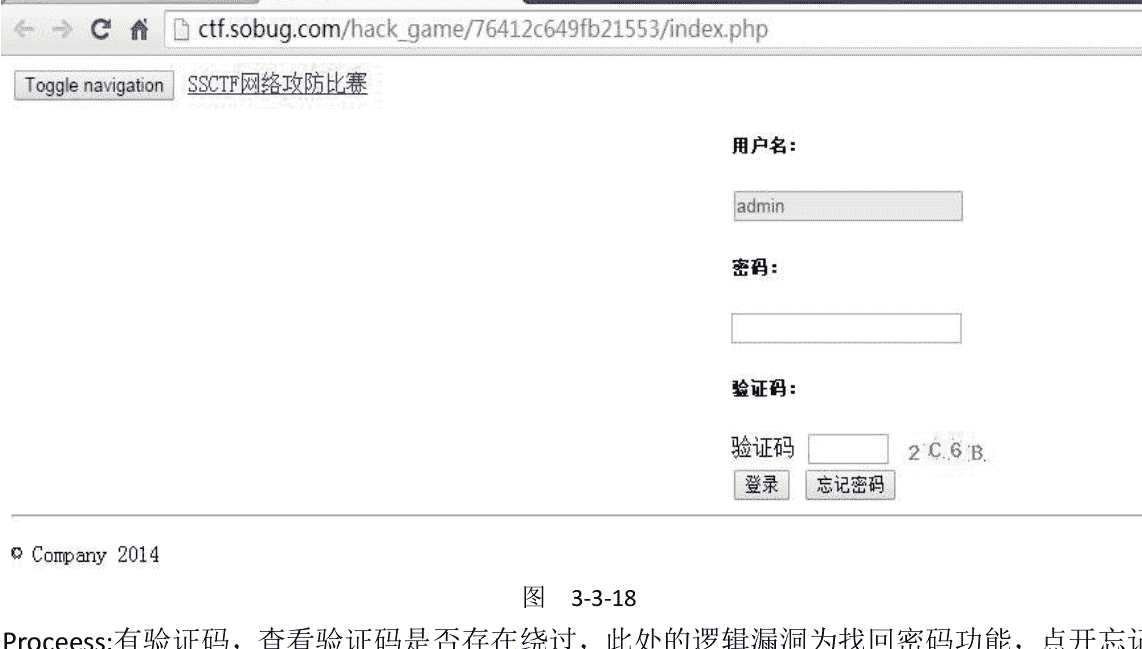 ctf.sobug.com/hack_game/76412c649fb21553/index.php
Toggle navigation SSCTF网络攻防比赛
用户名：
admin
密码：
验证码：
验证码 2 C 6 B
登录 忘记密码
© Company 2014
图 3-3-18
Proceess:有验证码，查看验证码是否存在绕过，此处的逻辑漏洞为找回密码功能，点开忘记